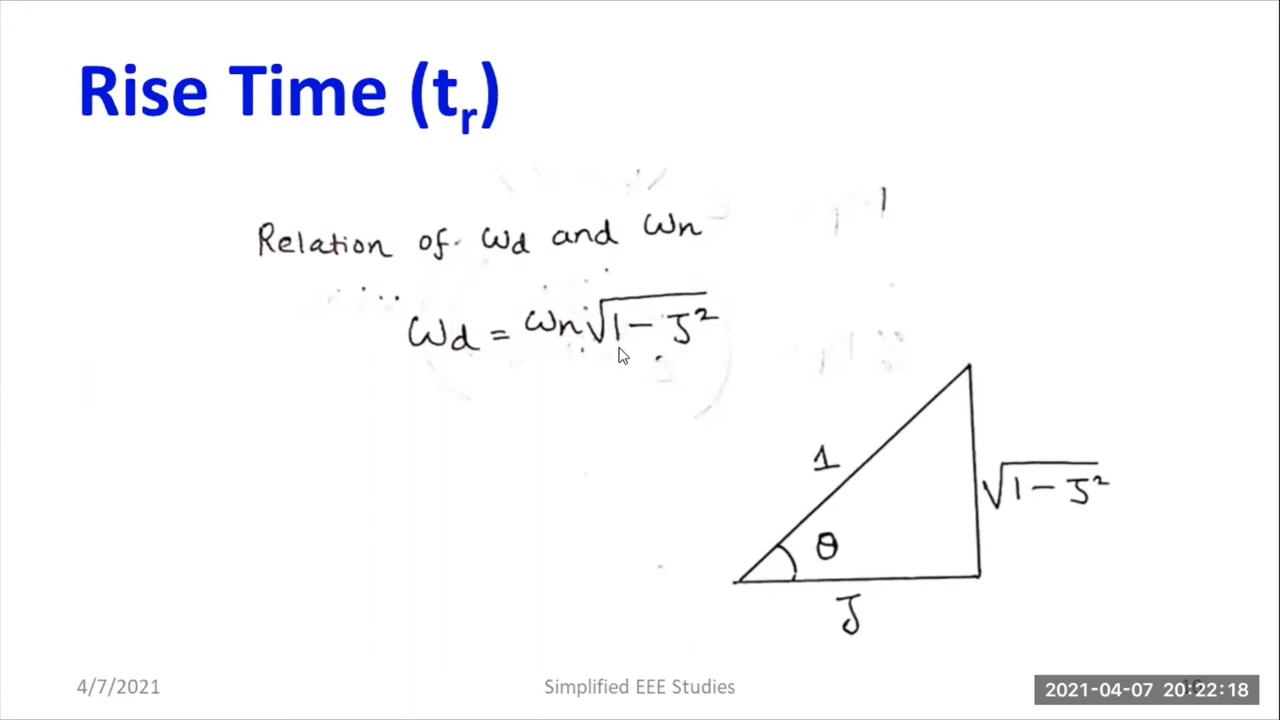 Rise Time (tr)
Relation of ωd and ωn
ωd = ωn√1 - ζ²
1
√1 - ζ²
θ
ζ
4/7/2021
Simplified EEE Studies
2021-04-07 20:22:18